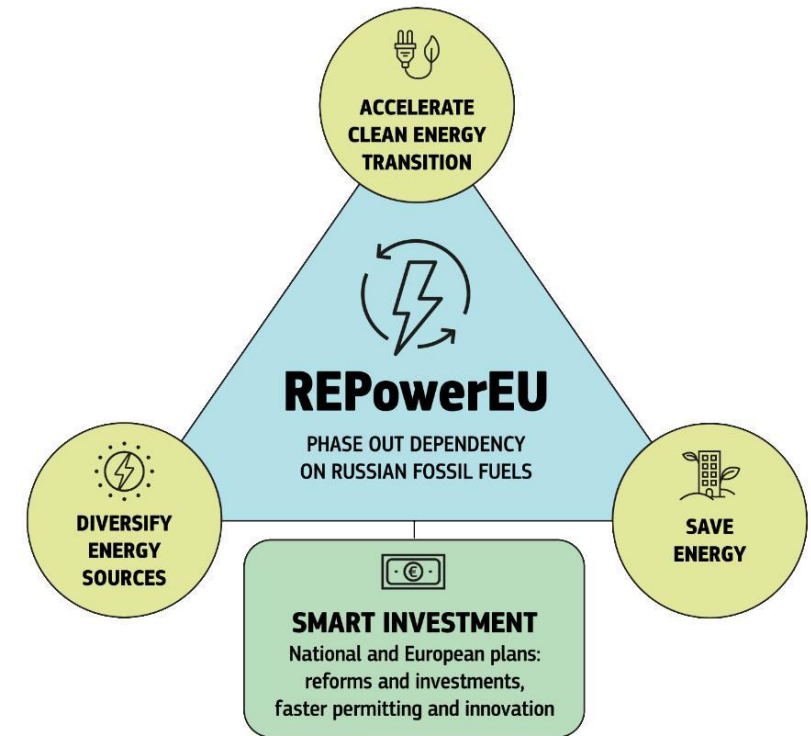 ACCELERATE
CLEAN ENERGY
TRANSITION
REPowerEU
PHASE OUT DEPENDENCY
ON RUSSIAN FOSSIL FUELS
DIVERSIFY
ENERGY
SOURCES
SAVE
ENERGY
€
SMART INVESTMENT
National and European plans:
reforms and investments,
faster permitting and innovation